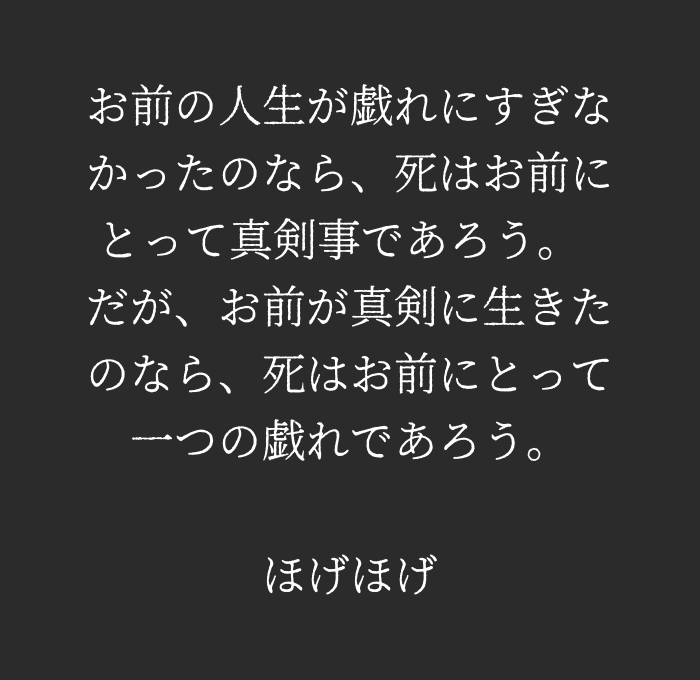 お前の人生が戯れにすぎな
かったのなら、死はお前に
とって真剣事であろう。
だが、お前が真剣に生きた
のなら、死はお前にとって
一つの戯れであろう。
ほげほげ